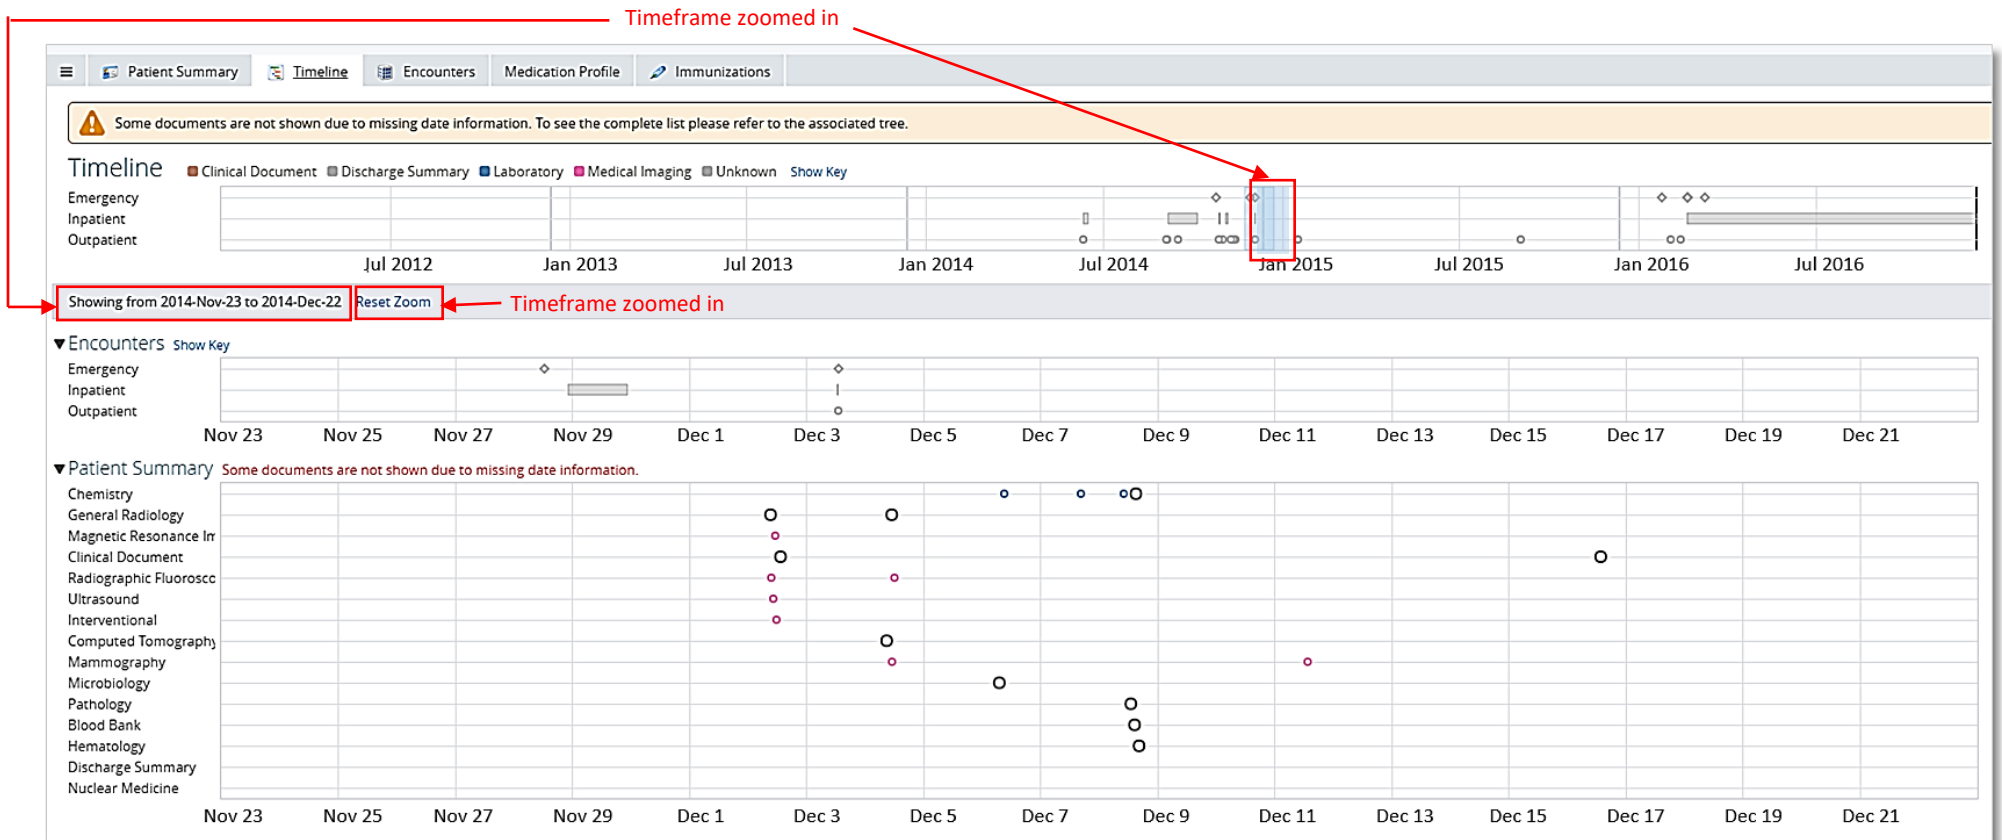 Timeframe zoomed in
Patient Summary Timeline Encounters Medication Profile Immunizations
Some documents are not shown due to missing date information. To see the complete list please refer to the associated tree.
Timeline Clinical Document Discharge Summary Laboratory Medical Imaging Unknown Show Key
Emergency
Inpatient
Outpatient
Jul 2012 Jan 2013 Jul 2013 Jan 2014 Jul 2014 Jan 2015 Jul 2015 Jan 2016 Jul 2016
Showing from 2014-Nov-23 to 2014-Dec-22 Reset Zoom Timeframe zoomed in
Encounters Show Key
Emergency
Inpatient
Outpatient
Nov 23 Nov 25 Nov 27 Nov 29 Dec 1 Dec 3 Dec 5 Dec 7 Dec 9 Dec 11 Dec 13 Dec 15 Dec 17 Dec 19 Dec 21
Patient Summary Some documents are not shown due to missing date information.
Chemistry
General Radiology
Magnetic Resonance Im
Clinical Document
Radiographic Fluorosco
Ultrasound
Interventional
Computed Tomography
Mammography
Microbiology
Pathology
Blood Bank
Hematology
Discharge Summary
Nuclear Medicine
Nov 23 Nov 25 Nov 27 Nov 29 Dec 1 Dec 3 Dec 5 Dec 7 Dec 9 Dec 11 Dec 13 Dec 15 Dec 17 Dec 19 Dec 21